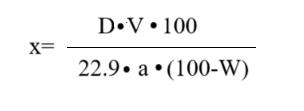 x= D•V•100
22.9• a •(100-W)